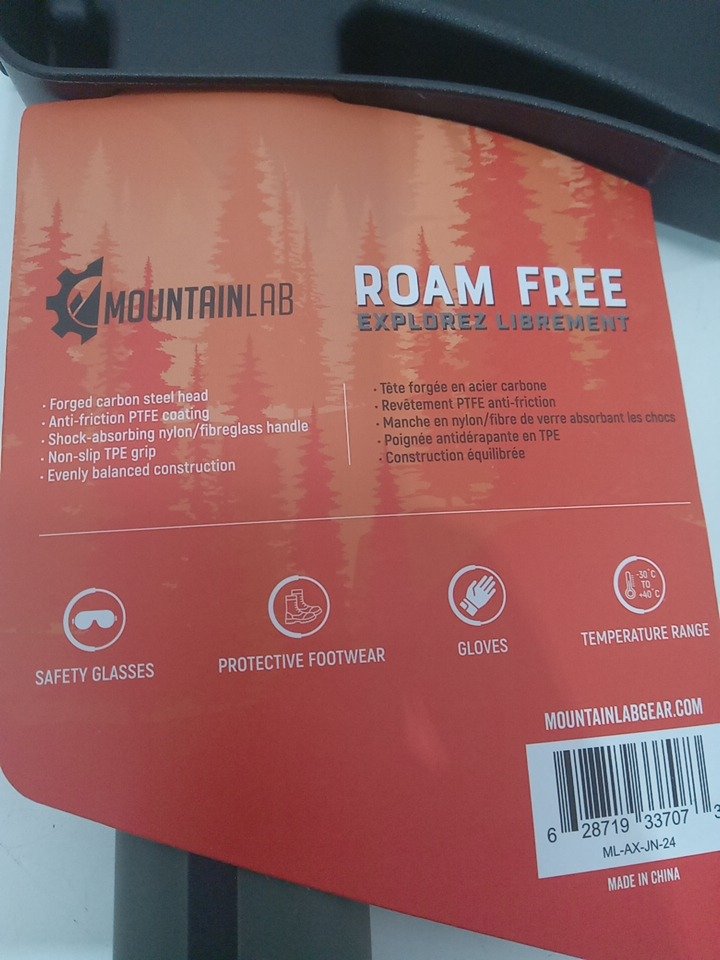 MOUNTAINLAB
ROAM FREE
EXPLOREZ LIBREMENT
· Forged carbon steel head
· Anti-friction PTFE coating
· Shock-absorbing nylon/fibreglass handle
· Non-slip TPE grip
· Evenly balanced construction
· Tête forgée en acier carbone
· Revêtement PTFE anti-friction
· Manche en nylon/fibre de verre absorbant les chocs
· Poignée antidérapante en TPE
· Construction équilibrée
-30°C
TO
+40°C
SAFETY GLASSES
PROTECTIVE FOOTWEAR
GLOVES
TEMPERATURE RANGE
MOUNTAINLABGEAR.COM
6 28719 33707 3
ML-AX-JN-24
MADE IN CHINA